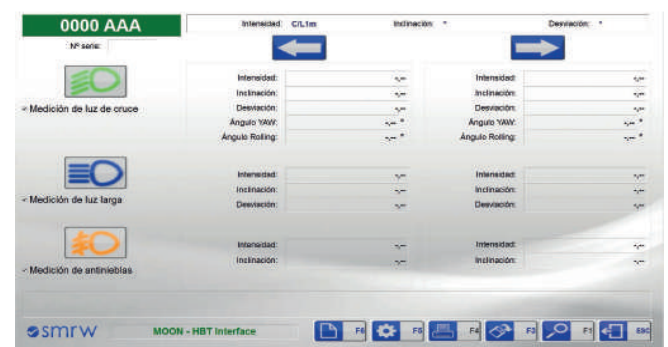 0000 AAA Intensidad: C/L1m Inclinación: * Desviación: *
Nº serie:
Intensidad: -,-- Intensidad: -,--
Inclinación: -,-- Inclinación: -,--
Medición de luz de cruce Desviación: -,-- Desviación: -,--
Ángulo YAW: -,-- ° Ángulo YAW: -,-- °
Ángulo Rolling: -,-- ° Ángulo Rolling: -,-- °
Intensidad: -,-- Intensidad: -,--
Inclinación: -,-- Inclinación: -,--
Medición de luz larga Desviación: -,-- Desviación: -,--
Intensidad: -,-- Intensidad: -,--
Inclinación: -,-- Inclinación: -,--
Medición de antinieblas
smrw MOON - HBT Interface F6 F5 F4 F3 F1 ESC